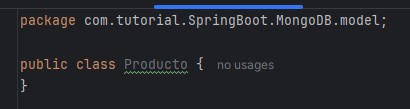 package com.tutorial.SpringBoot.MongoDB.model;
public class Producto { no usages
}